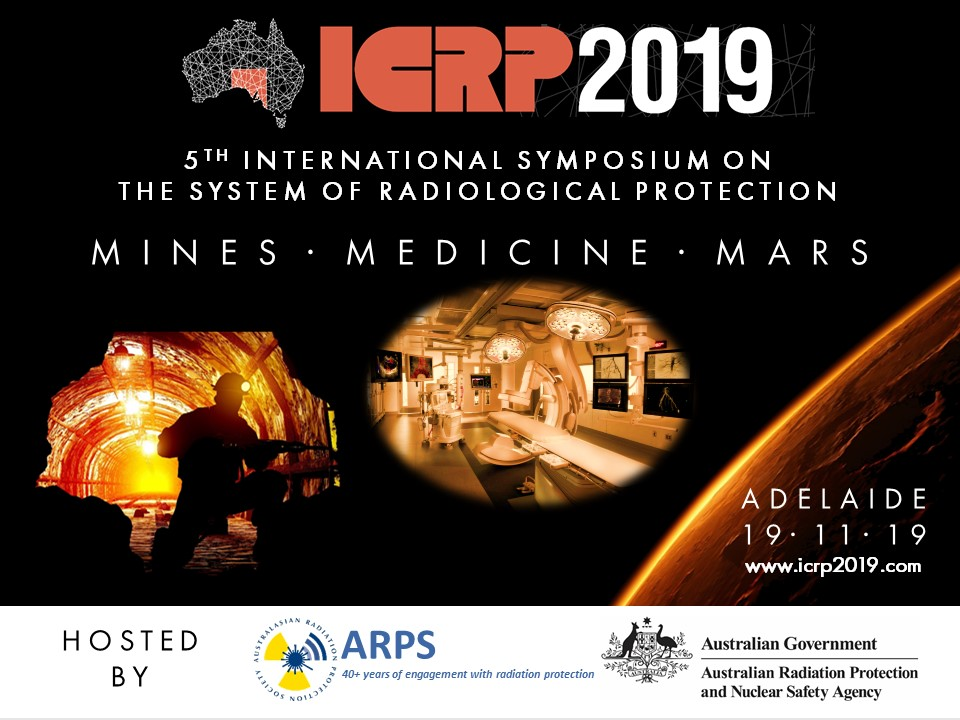 ICRP2019
5TH INTERNATIONAL SYMPOSIUM ON
THE SYSTEM OF RADIOLOGICAL PROTECTION
MINES · MEDICINE · MARS
ADELAIDE
19·11·19
www.icrp2019.com
HOSTED
BY
AUSTRALASIAN RADIATION PROTECTION SOCIETY
ARPS
40+ years of engagement with radiation protection
AUSTRALIA
Australian Government
Australian Radiation Protection
and Nuclear Safety Agency